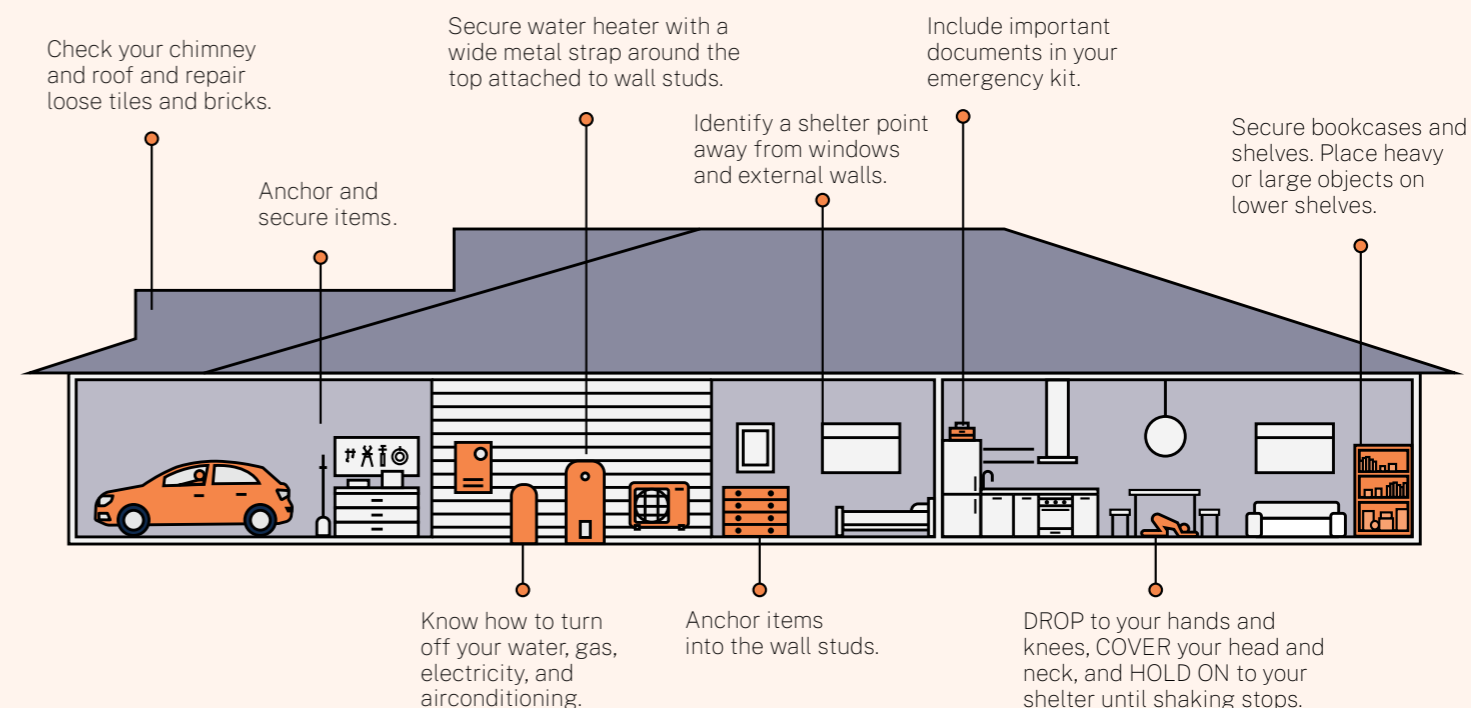 Check your chimney
and roof and repair
loose tiles and bricks.
Anchor and
secure items.
Secure water heater with a
wide metal strap around the
top attached to wall studs.
Identify a shelter point
away from windows
and external walls.
Include important
documents in your
emergency kit.
Secure bookcases and
shelves. Place heavy
or large objects on
lower shelves.
Know how to turn
off your water, gas,
electricity, and
airconditioning.
Anchor items
into the wall studs.
DROP to your hands and
knees, COVER your head and
neck, and HOLD ON to your
shelter until shaking stops.